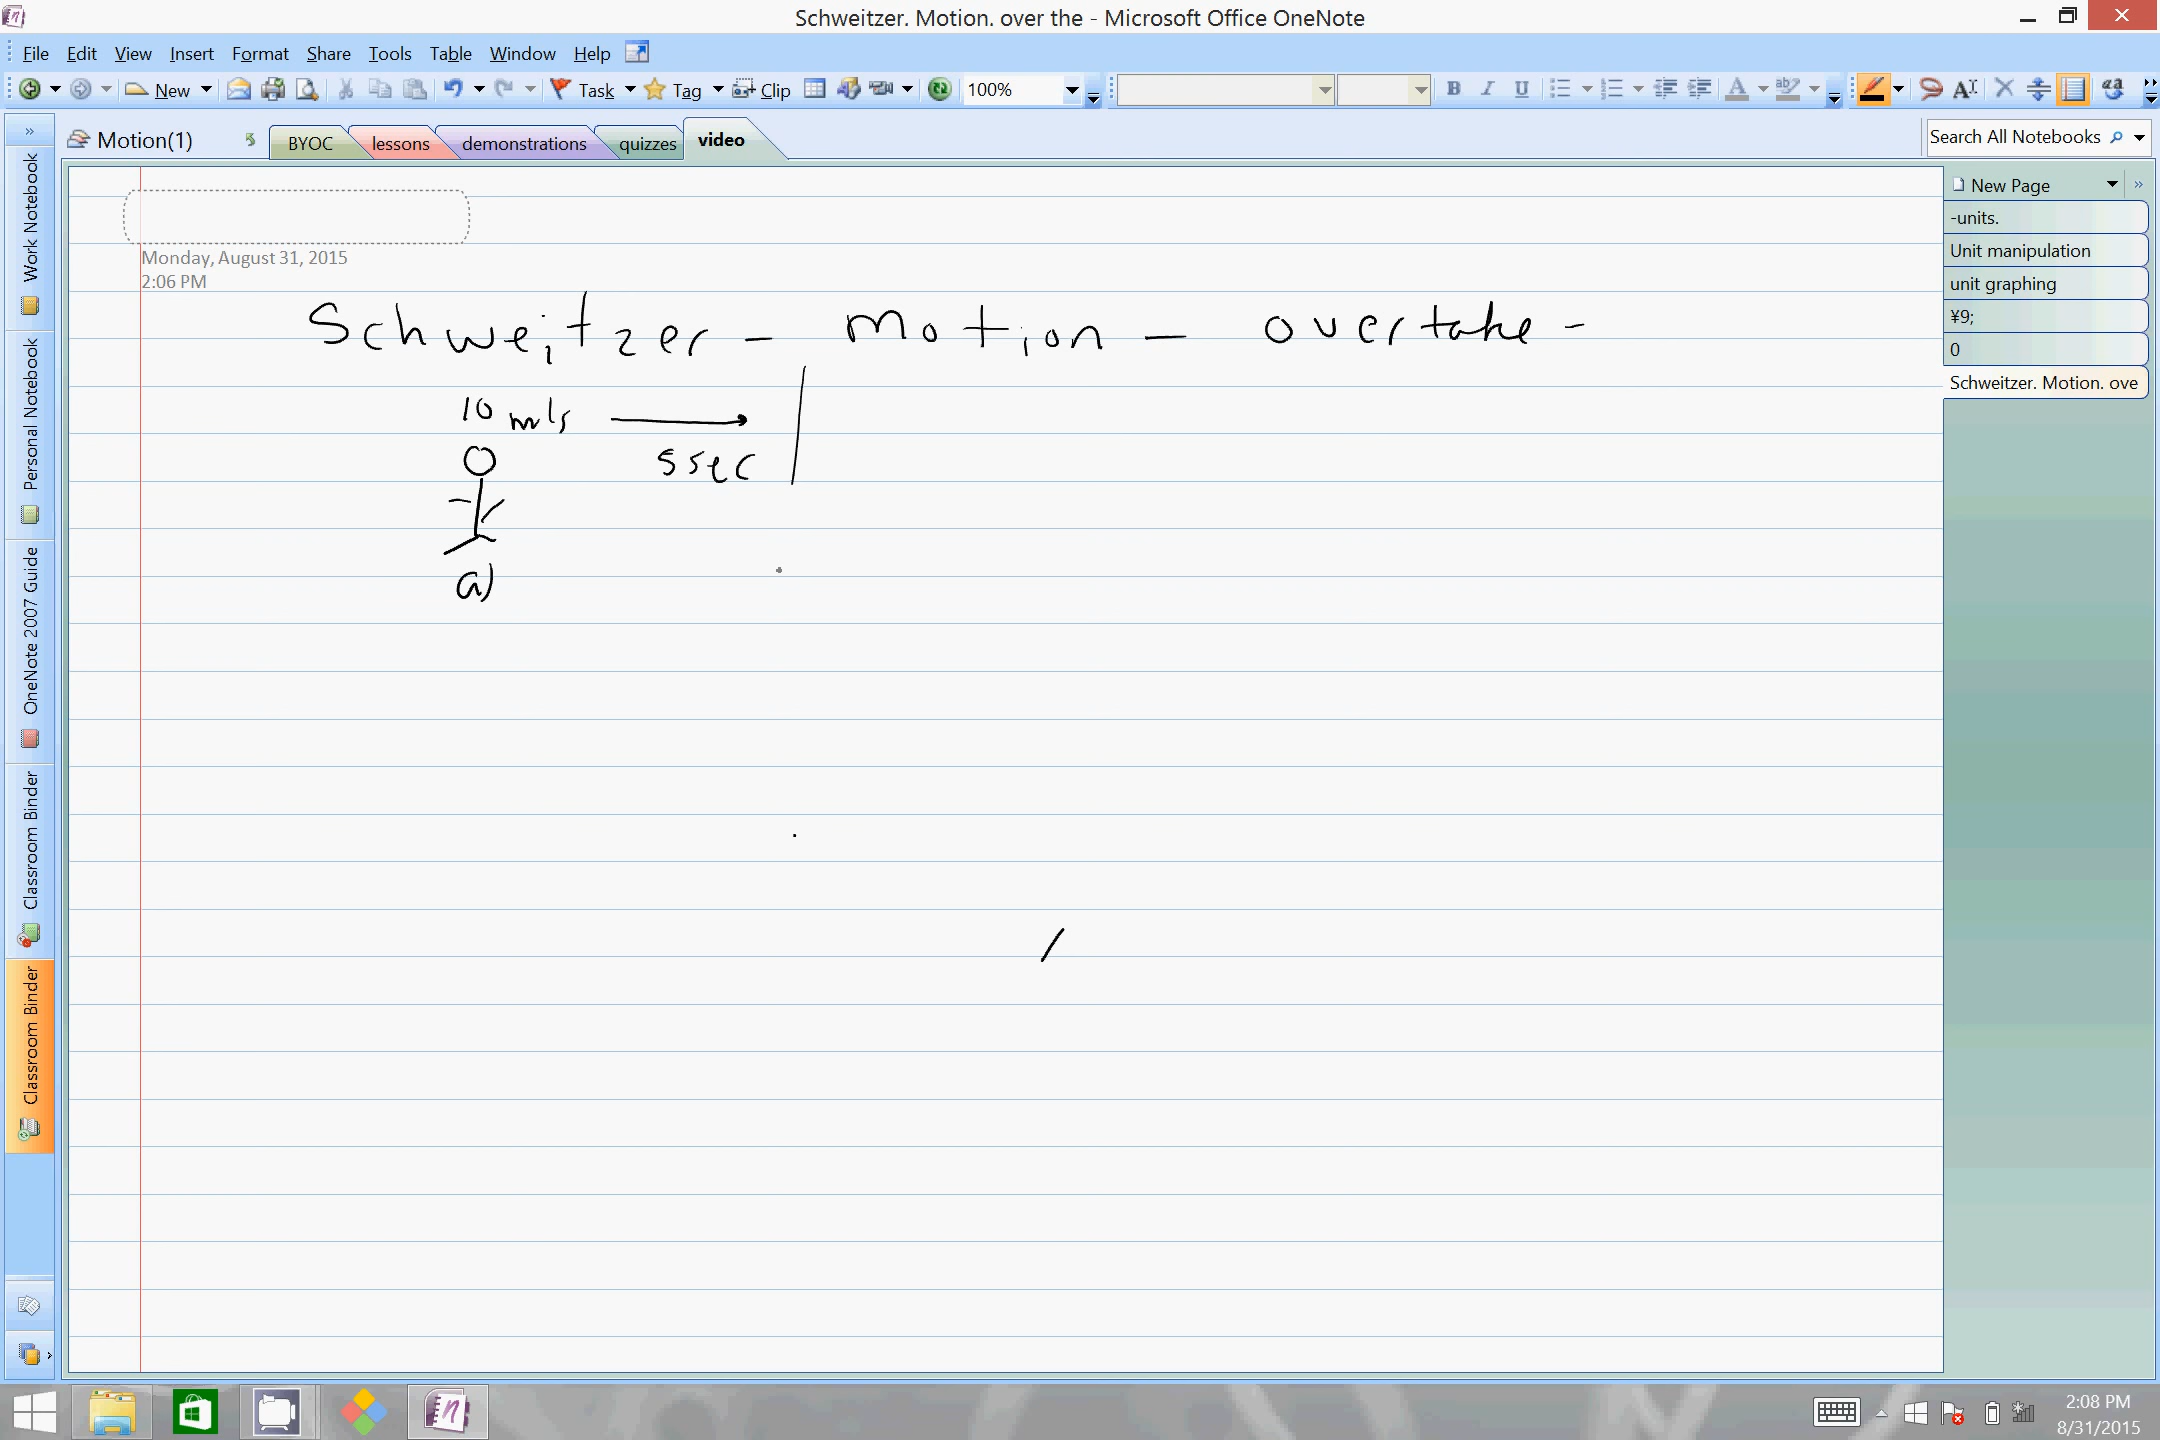 Schweitzer. Motion. over the - Microsoft Office OneNote
File Edit View Insert Format Share Tools Table Window Help
New Task Tag Clip 100% B I U
Motion(1) BYOC lessons demonstrations quizzes video Search All Notebooks
New Page
-units.
Unit manipulation
unit graphing
¥9;
0
Schweitzer. Motion. ove
Work Notebook
Personal Notebook
OneNote 2007 Guide
Classroom Binder
Classroom Binder
Monday, August 31, 2015
2:06 PM
Schweitzer - Motion - overtake -
10 m/s
5 sec
a)
2:08 PM
8/31/2015